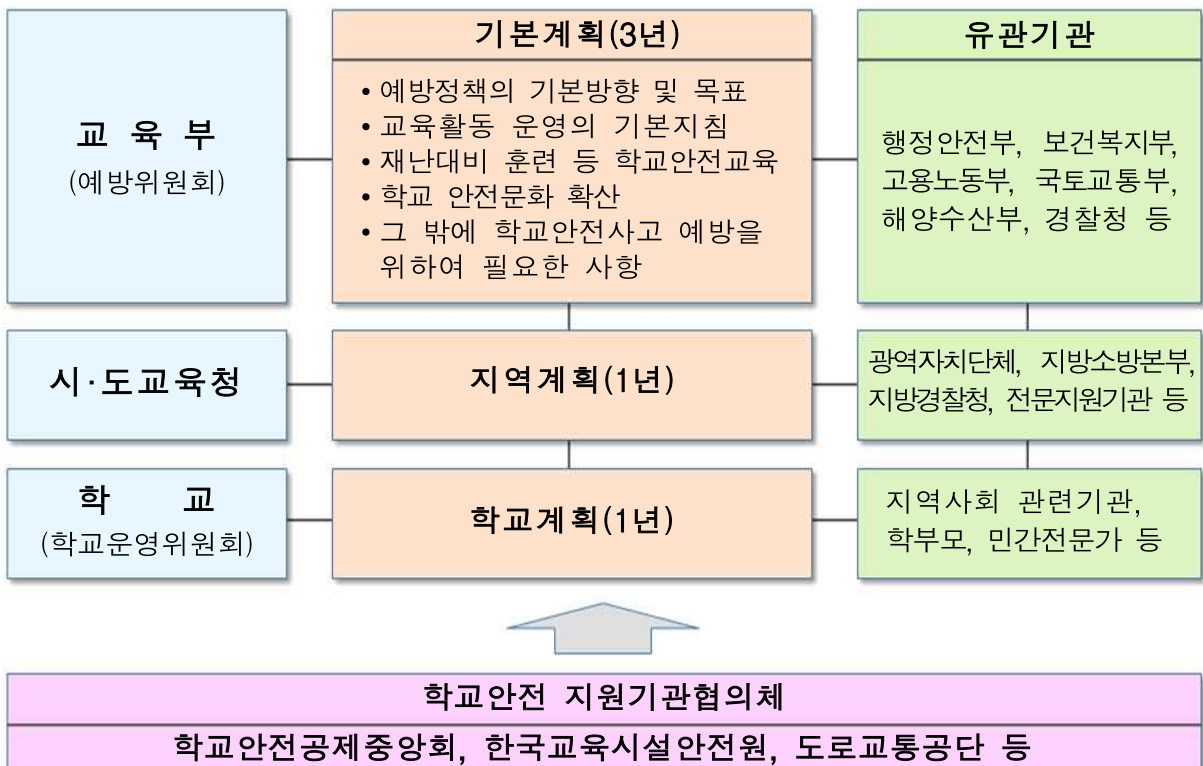 교 육 부
(예방위원회)
기본계획(3년)
• 예방정책의 기본방향 및 목표
• 교육활동 운영의 기본지침
• 재난대비 훈련 등 학교안전교육
• 학교 안전문화 확산
• 그 밖에 학교안전사고 예방을
위하여 필요한 사항
유관기관
행정안전부, 보건복지부,
고용노동부, 국토교통부,
해양수산부, 경찰청 등
시·도교육청
지역계획(1년)
광역자치단체, 지방소방본부,
지방경찰청, 전문지원기관 등
학 교
(학교운영위원회)
학교계획(1년)
지역사회 관련기관,
학부모, 민간전문가 등
학교안전 지원기관협의체
학교안전공제중앙회, 한국교육시설안전원, 도로교통공단 등